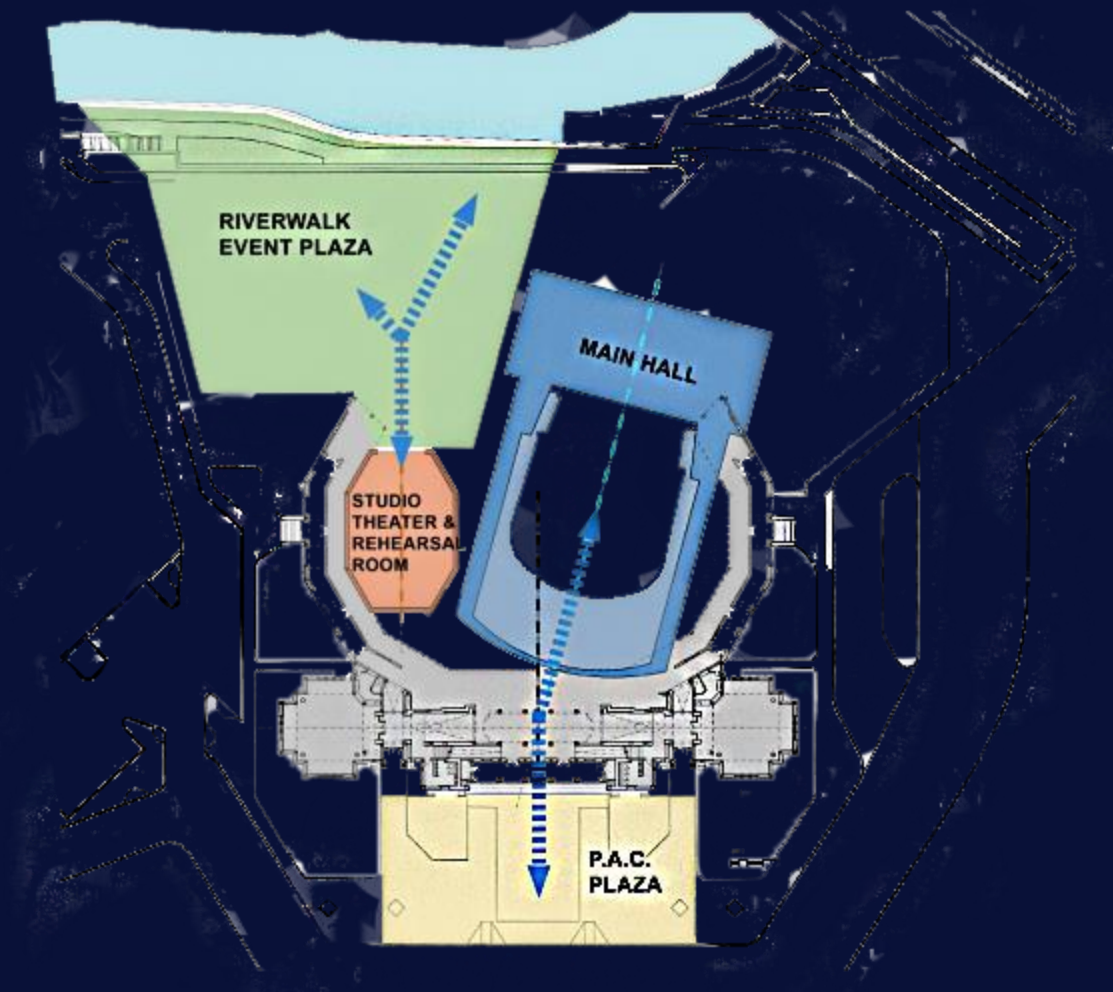 RIVERWALK
EVENT PLAZA
MAIN HALL
STUDIO
THEATER &
REHEARSAL
ROOM
P.A.C.
PLAZA